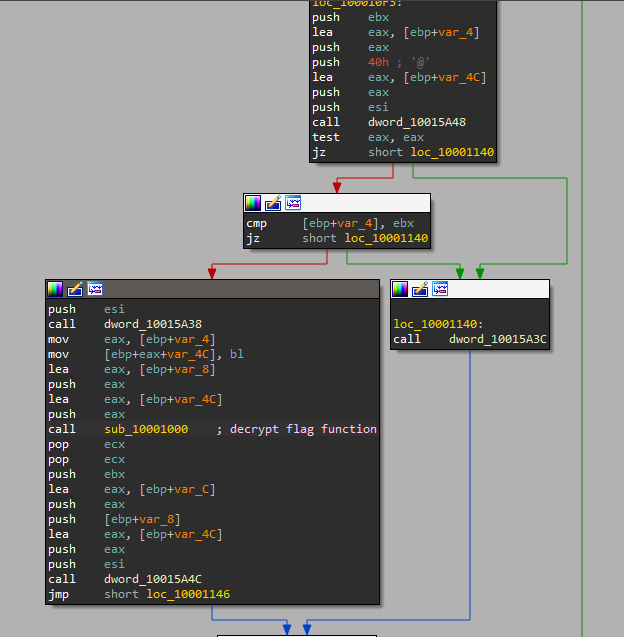 loc_100010F5:
push ebx
lea eax, [ebp+var_4]
push eax
push 40h ; '@'
lea eax, [ebp+var_4C]
push eax
push esi
call dword_10015A48
test eax, eax
jz short loc_10001140
cmp [ebp+var_4], ebx
jz short loc_10001140
push esi
call dword_10015A38
mov eax, [ebp+var_4]
mov [ebp+eax+var_4C], bl
lea eax, [ebp+var_8]
push eax
lea eax, [ebp+var_4C]
push eax
call sub_10001000 ; decrypt flag function
pop ecx
pop ecx
push ebx
lea eax, [ebp+var_C]
push eax
push [ebp+var_8]
lea eax, [ebp+var_4C]
push eax
push esi
call dword_10015A4C
jmp short loc_10001146
loc_10001140:
call dword_10015A3C